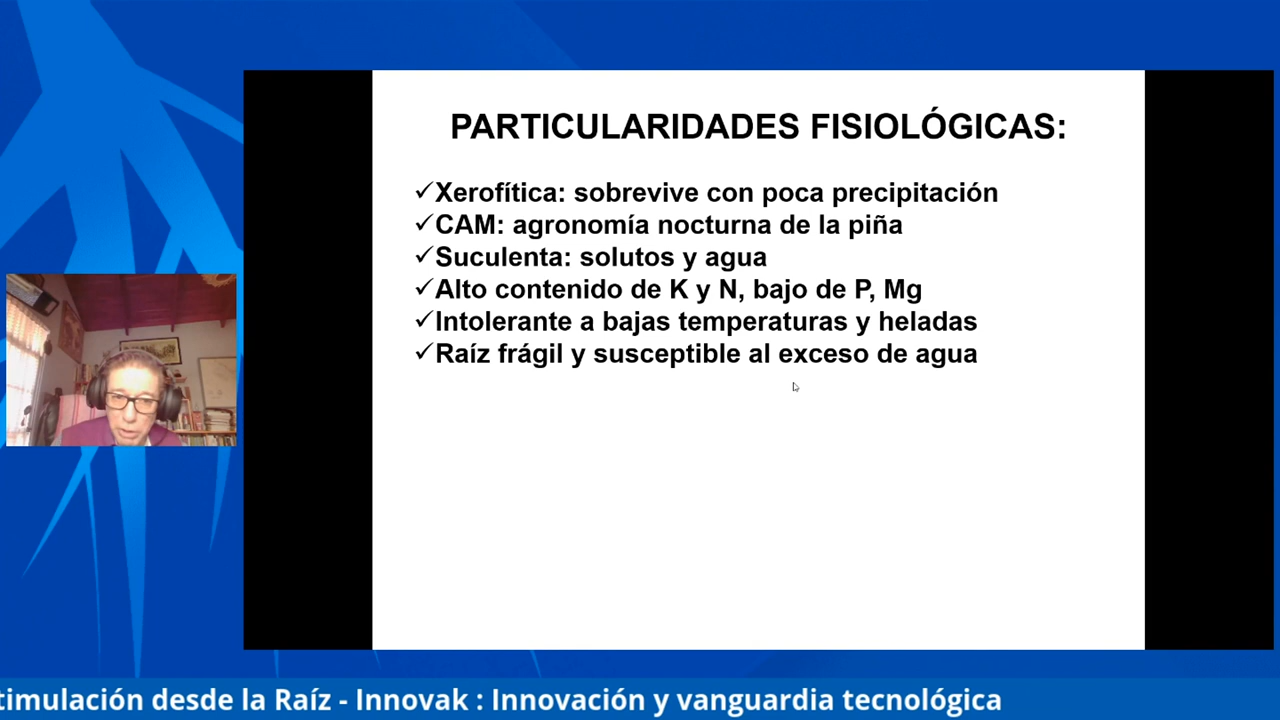 PARTICULARIDADES FISIOLÓGICAS:
✓Xerofítica: sobrevive con poca precipitación
✓CAM: agronomía nocturna de la piña
✓Suculenta: solutos y agua
✓Alto contenido de K y N, bajo de P, Mg
✓Intolerante a bajas temperaturas y heladas
✓Raíz frágil y susceptible al exceso de agua
timulación desde la Raíz - Innovak : Innovación y vanguardia tecnológica